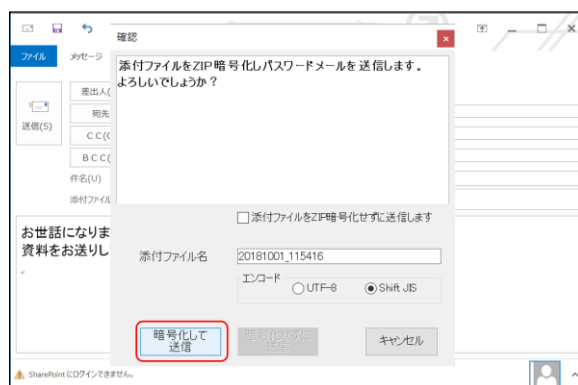 確認
ファイル
メッセージ
添付ファイルをZIP暗号化しパスワードメールを送信します。
よろしいでしょうか？
差出人(
宛先
送信(S)
CC(C
BCC(
件名(U)
添付ファイル
添付ファイルをZIP暗号化せずに送信します
お世話になりま
資料をお送りし
添付ファイル名
20181001_115416
エンコード
UTF-8
Shift JIS
暗号化して
送信
暗号化せずに
送信
キャンセル
SharePoint にログインできません。